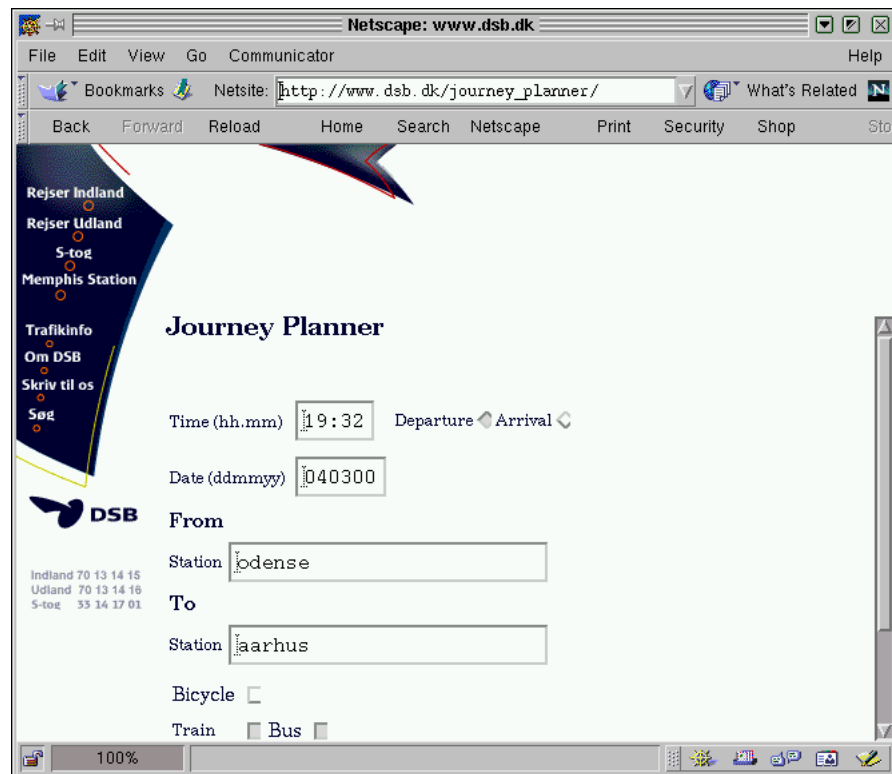 Netscape: www.dsb.dk
File Edit View Go Communicator Help
Bookmarks Netsite: http://www.dsb.dk/journey_planner/ What's Related N
Back Forward Reload Home Search Netscape Print Security Shop Sto
Rejser Indland
Rejser Udland
S-tog
Memphis Station
Trafikinfo
Om DSB
Skriv til os
Søg
DSB
Indland 70 13 14 15
Udland 70 13 14 16
S-tog 33 14 17 01
Journey Planner
Time (hh.mm) 19:32 Departure Arrival
Date (ddmmyy) 040300
From
Station odense
To
Station aarhus
Bicycle
Train Bus
100%